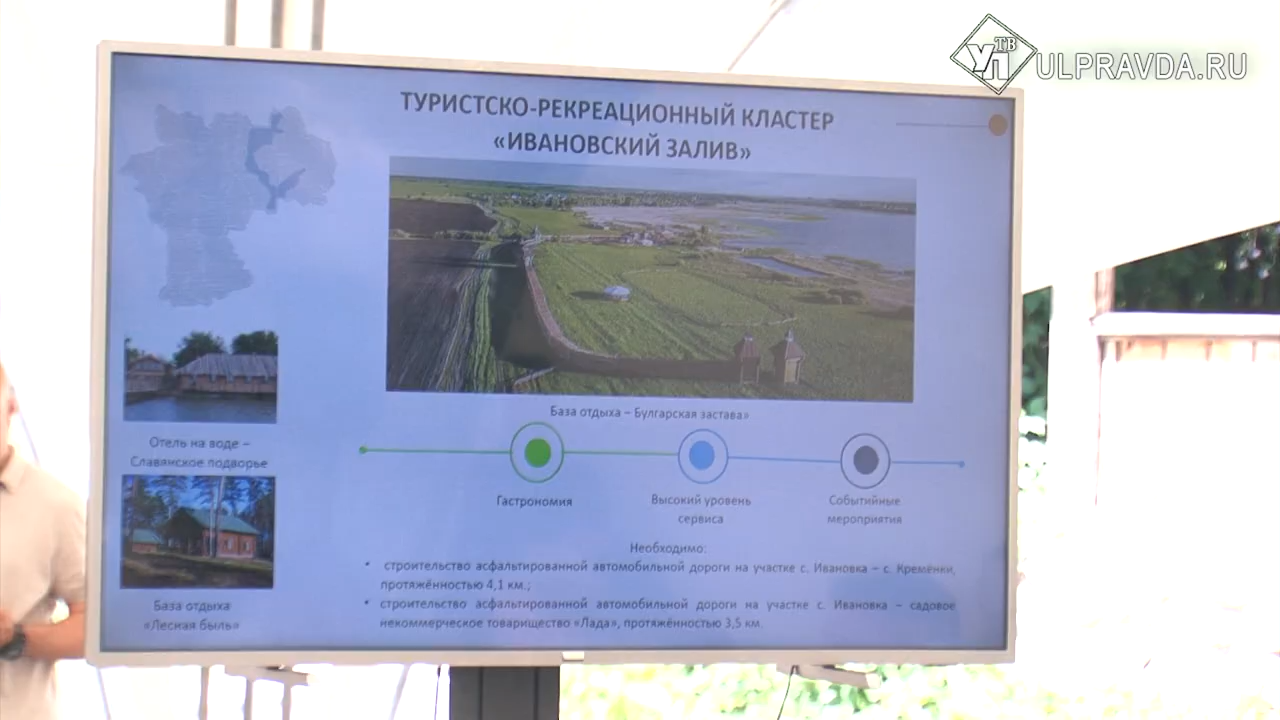 УП ТВ
ULPRAVDA.RU
ТУРИСТСКО-РЕКРЕАЦИОННЫЙ КЛАСТЕР
«ИВАНОВСКИЙ ЗАЛИВ»
База отдыха – Булгарская застава»
Отель на воде –
Славянское подворье
База отдыха
«Лесная быль»
Гастрономия
Высокий уровень
сервиса
Событийные
мероприятия
Необходимо:
• строительство асфальтированной автомобильной дороги на участке с. Ивановка – с. Кремёнки,
протяжённостью 4,1 км.;
• строительство асфальтированной автомобильной дороги на участке с. Ивановка – садовое
некоммерческое товарищество «Лада», протяжённостью 3,5 км.